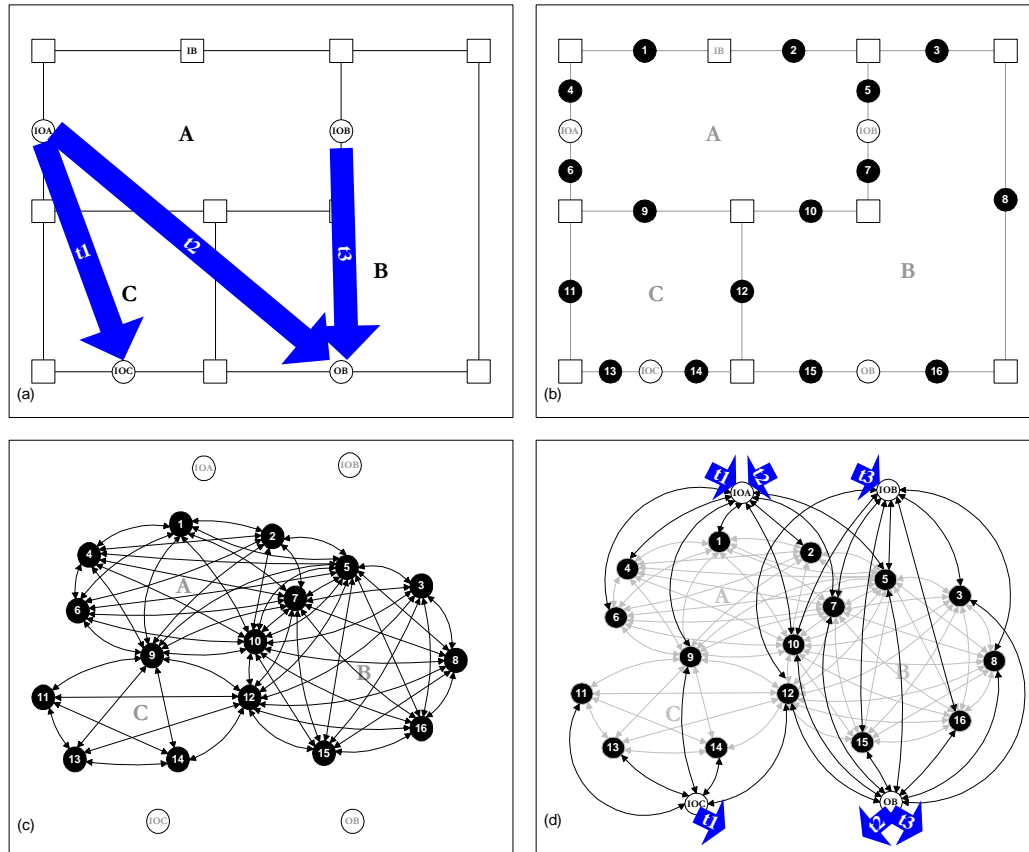 IB
IOA
A
IOB
t1
t2
t3
B
C
IOC
OB
(a)
1 IB 2 3
4 5
IOA A IOB
6 7
8
9 10
B
11 C 12
13 IOC 14 15 OB 16
(b)
IOA IOB
1
2
4
5
3
A
7
6
10
9
8
B
12
11
C
16
15
13 14
IOC OB
(c)
t1 t2 t3
IOA IOB
1
2
4
5
3
A
7
6
10
9
8
B
12
11
C
16
15
13 14
IOC OB
t1 t2 t3
(d)